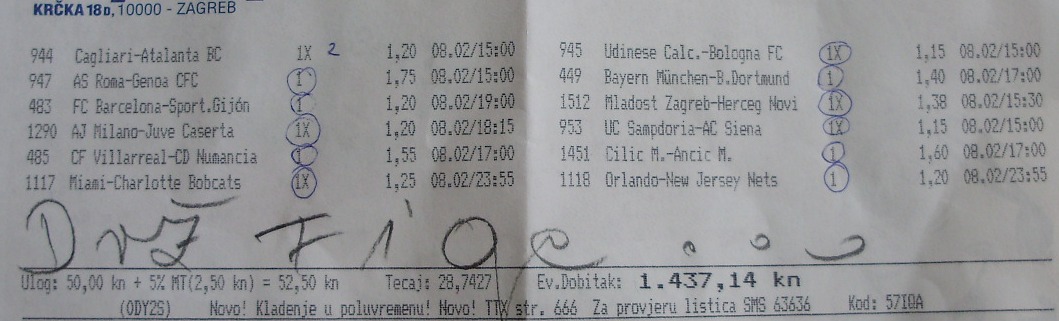 KRČKA 18D, 10000 - ZAGREB
944 Cagliari-Atalanta BC 1X 2 1,20 08.02/15:00 945 Udinese Calc.-Bologna FC 1X 1,15 08.02/15:00
947 AS Roma-Genoa CFC 1 1,75 08.02/15:00 449 Bayern München-B.Dortmund 1 1,40 08.02/17:00
483 FC Barcelona-Sport.Gijón 1 1,20 08.02/19:00 1512 Mladost Zagreb-Herceg Novi 1X 1,38 08.02/15:30
1290 AJ Milano-Juve Caserta 1X 1,20 08.02/18:15 953 UC Sampdoria-AC Siena 1X 1,15 08.02/15:00
485 CF Villarreal-CD Numancia 1 1,55 08.02/17:00 1451 Cilic M.-Ancic M. 1 1,60 08.02/17:00
1117 Miami-Charlotte Bobcats 1X 1,25 08.02/23:55 1118 Orlando-New Jersey Nets 1 1,20 08.02/23:55
Ulog: 50,00 kn + 5% MT(2,50 kn) = 52,50 kn Tecaj: 28,7427 Ev.Dobitak: 1.437,14 kn
(ODY2S) Novo! Kladenje u poluvremenu! Novo! TTX str. 666 Za provjeru listica SMS 63636 Kod: 57IQA